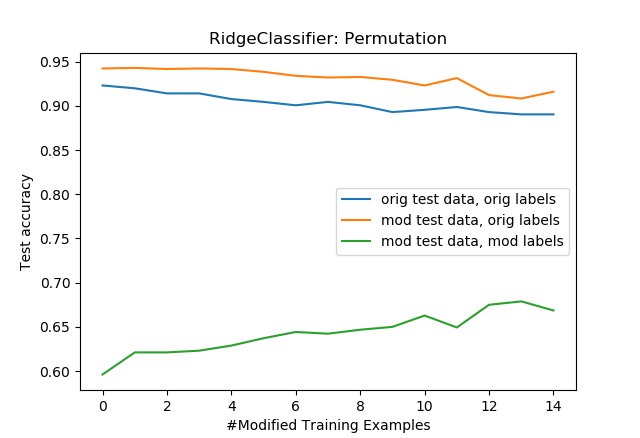 RidgeClassifier: Permutation
0.95
0.90
0.85
0.80
0.75
0.70
0.65
0.60
Test accuracy
orig test data, orig labels
mod test data, orig labels
mod test data, mod labels
0 2 4 6 8 10 12 14
#Modified Training Examples